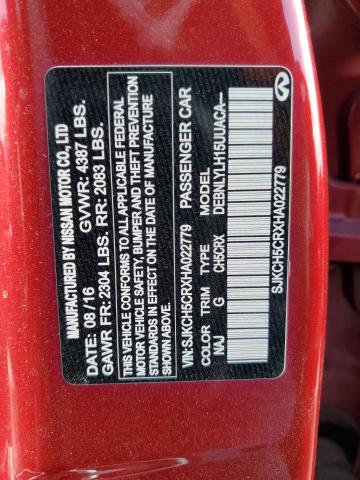 MANUFACTURED BY NISSAN MOTOR CO., LTD
DATE: 08/16 GVWR: 4387 LBS.
GAWR FR: 2304 LBS. RR: 2083 LBS.
THIS VEHICLE CONFORMS TO ALL APPLICABLE FEDERAL
MOTOR VEHICLE SAFETY, BUMPER AND THEFT
PREVENTION STANDARDS IN EFFECT ON THE DATE OF
MANUFACTURE SHOWN ABOVE.
VIN: SJKCH5CRXHA022779 PASSENGER CAR
COLOR TRIM TYPE MODEL
NAJ G CH5CRX DEBNLYLH15UUACA--
SJKCH5CRXHA022779